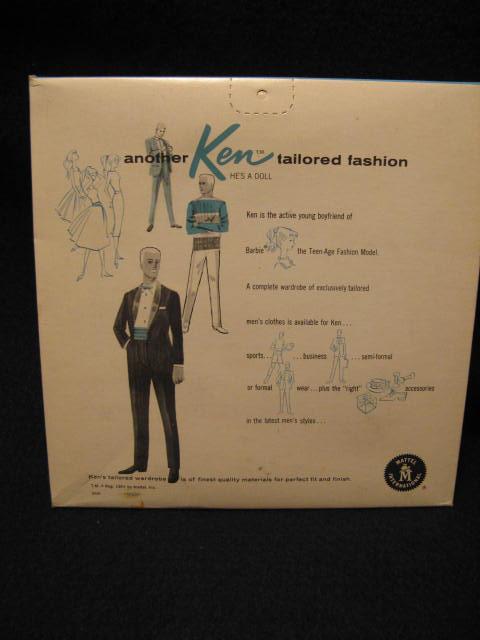 another Ken™ tailored fashion
HE'S A DOLL
Ken is the active young boyfriend of
Barbie the Teen-Age Fashion Model.
A complete wardrobe of exclusively tailored
men's clothes is available for Ken...
sports... ...business ...semi-formal
or formal wear...plus the "right" accessories
in the latest men's styles...
MATTEL
M
INTERNATIONAL
®
Ken's tailored wardrobe is of finest quality materials for perfect fit and finish.